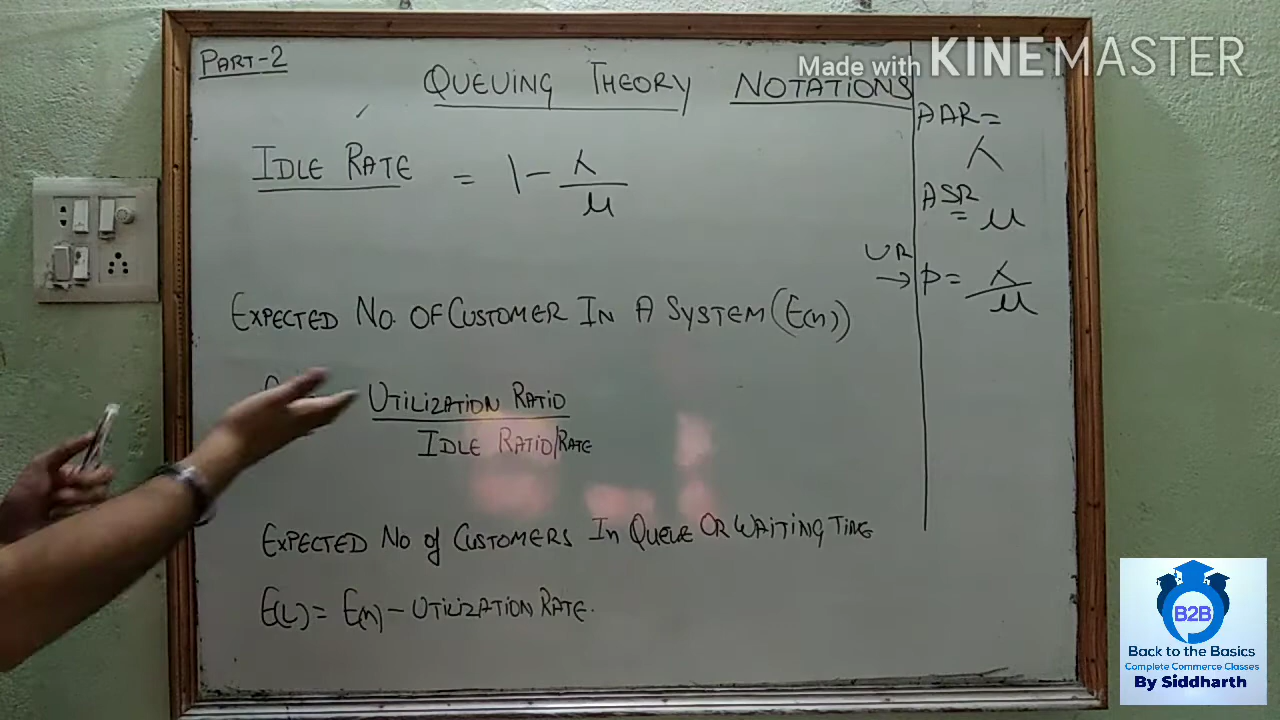 PART-2
QUEUING THEORY NOTATIONS
Made with KINEMASTER
AAR =
λ
ASR
= μ
UR
→ P = λ/μ
IDLE RATE = 1 - λ/μ
EXPECTED NO. OF CUSTOMER IN A SYSTEM (E(n))
UTILIZATION RATIO
IDLE RATIO/RATE
EXPECTED NO of CUSTOMERS In QUEUE OR WAITING TIME
E(L) = E(n) - UTILIZATION RATE.
B2B
Back to the Basics
Complete Commerce Classes
By Siddharth